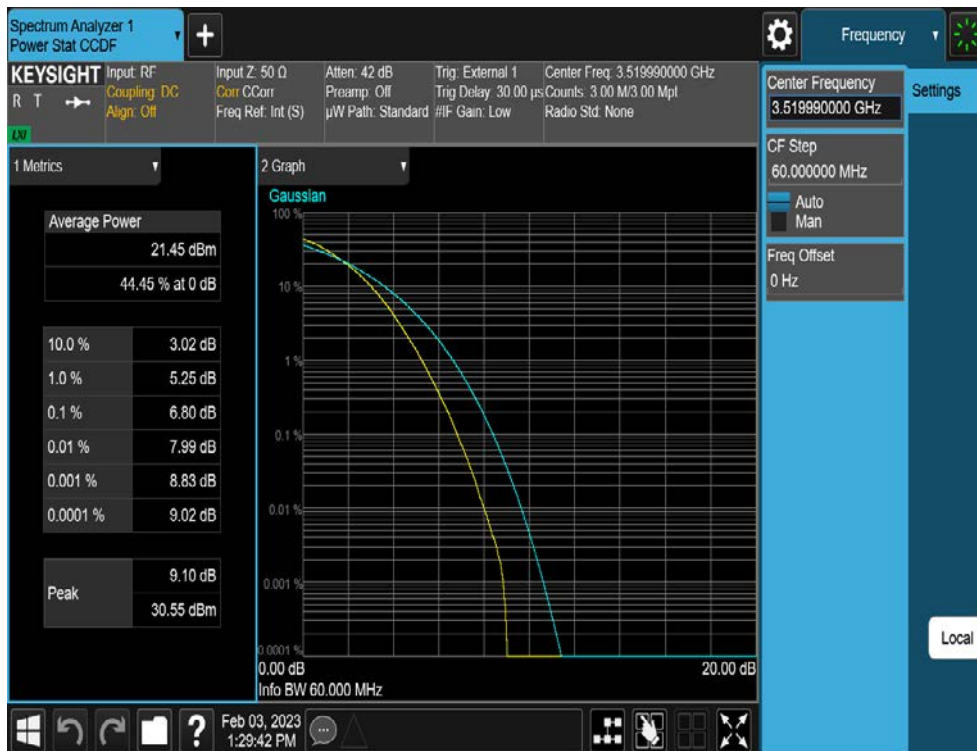 Spectrum Analyzer 1
Power Stat CCDF
+
Frequency
KEYSIGHT
R T
LXI
Input: RF
Coupling: DC
Align: Off
Input Z: 50 Ω
Corr CCorr
Freq Ref: Int (S)
Atten: 42 dB
Preamp: Off
µW Path: Standard
Trig: External 1
Trig Delay: 30.00 µs
#IF Gain: Low
Center Freq: 3.519990000 GHz
Counts: 3.00 M/3.00 Mpt
Radio Std: None
Center Frequency
3.519990000 GHz
Settings
CF Step
60.000000 MHz
Auto
Man
Freq Offset
0 Hz
Local
1 Metrics
Average Power
21.45 dBm
44.45 % at 0 dB
10.0 % 3.02 dB
1.0 % 5.25 dB
0.1 % 6.80 dB
0.01 % 7.99 dB
0.001 % 8.83 dB
0.0001 % 9.02 dB
Peak
9.10 dB
30.55 dBm
2 Graph
Gaussian
100 %
10 %
1 %
0.1 %
0.01 %
0.001 %
0.0001 %
0.00 dB 20.00 dB
Info BW 60.000 MHz
?
Feb 03, 2023
1:29:42 PM